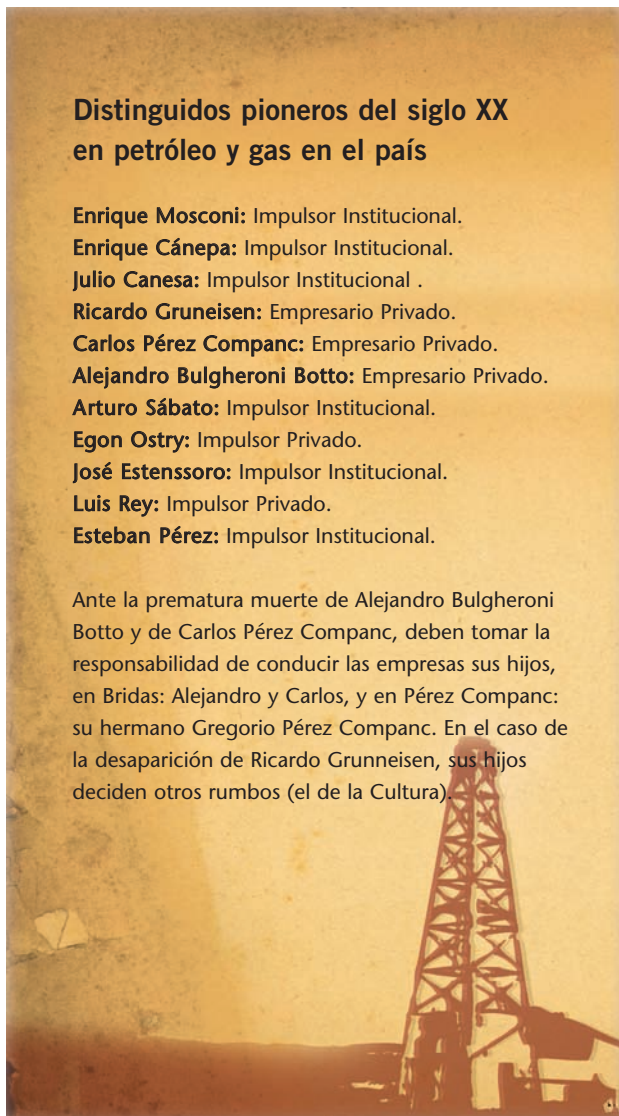 Distinguidos pioneros del siglo XX
en petróleo y gas en el país
Enrique Mosconi: Impulsor Institucional.
Enrique Cánepa: Impulsor Institucional.
Julio Canesa: Impulsor Institucional .
Ricardo Gruneisen: Empresario Privado.
Carlos Pérez Companc: Empresario Privado.
Alejandro Bulgheroni Botto: Empresario Privado.
Arturo Sábato: Impulsor Institucional.
Egon Ostry: Impulsor Privado.
José Estenssoro: Impulsor Institucional.
Luis Rey: Impulsor Privado.
Esteban Pérez: Impulsor Institucional.
Ante la prematura muerte de Alejandro Bulgheroni
Botto y de Carlos Pérez Companc, deben tomar la
responsabilidad de conducir las empresas sus hijos,
en Bridas: Alejandro y Carlos, y en Pérez Companc:
su hermano Gregorio Pérez Companc. En el caso de
la desaparición de Ricardo Grunneisen, sus hijos
deciden otros rumbos (el de la Cultura).